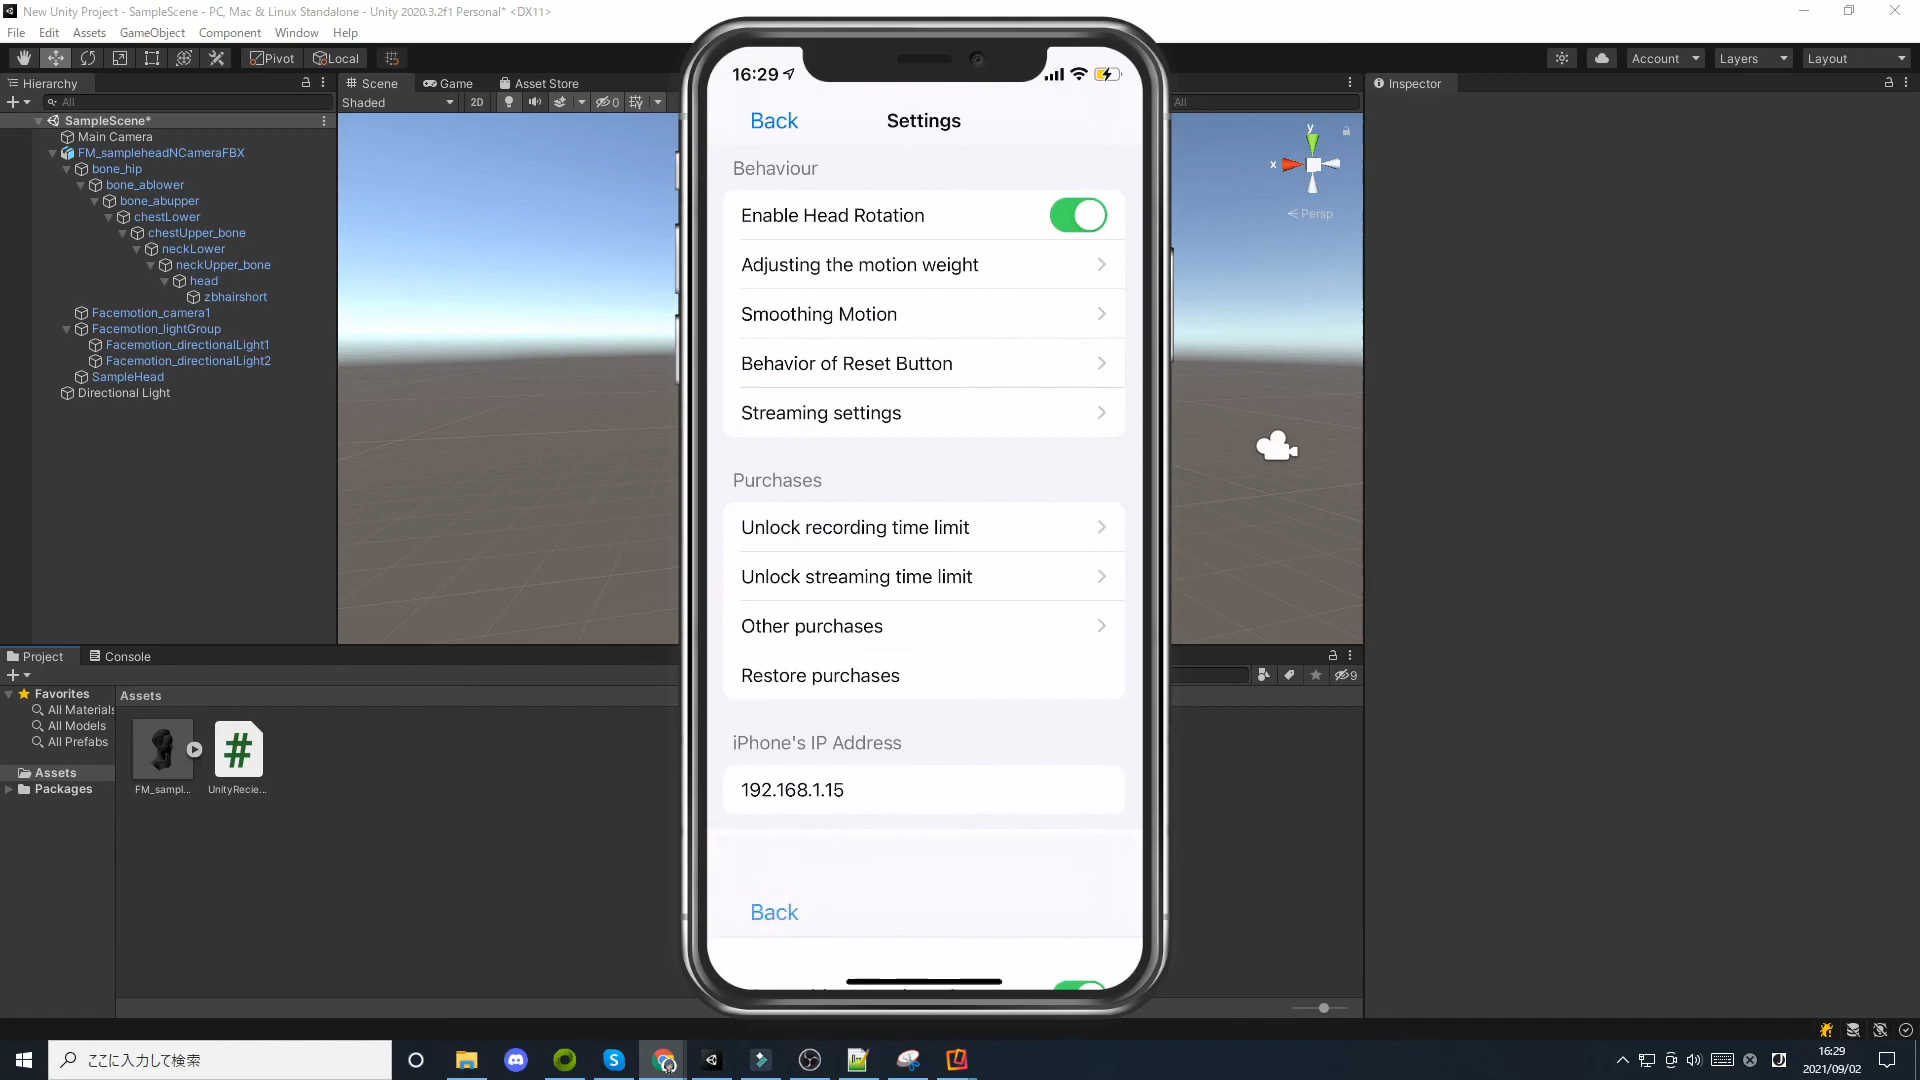 New Unity Project - SampleScene - PC, Mac & Linux Standalone - Unity 2020.3.2f1 Personal* <DX11>
File Edit Assets GameObject Component Window Help
Pivot Local
Account Layers Layout
Hierarchy
All
SampleScene*
Main Camera
FM_sampleheadNCameraFBX
bone_hip
bone_ablower
bone_abupper
chestLower
chestUpper_bone
neckLower
neckUpper_bone
head
zbhairshort
Facemotion_camera1
Facemotion_lightGroup
Facemotion_directionalLight1
Facemotion_directionalLight2
SampleHead
Directional Light
Scene Game Asset Store
Shaded 2D 0
All
y
x
Persp
Inspector
16:29
Back Settings
Behaviour
Enable Head Rotation
Adjusting the motion weight
Smoothing Motion
Behavior of Reset Button
Streaming settings
Purchases
Unlock recording time limit
Unlock streaming time limit
Other purchases
Restore purchases
iPhone's IP Address
192.168.1.15
Back
Project Console
9
Favorites
All Materials
All Models
All Prefabs
Assets
Packages
Assets
FM_sampl...
UnityRecie...
ここに入力して検索
16:29
2021/09/02